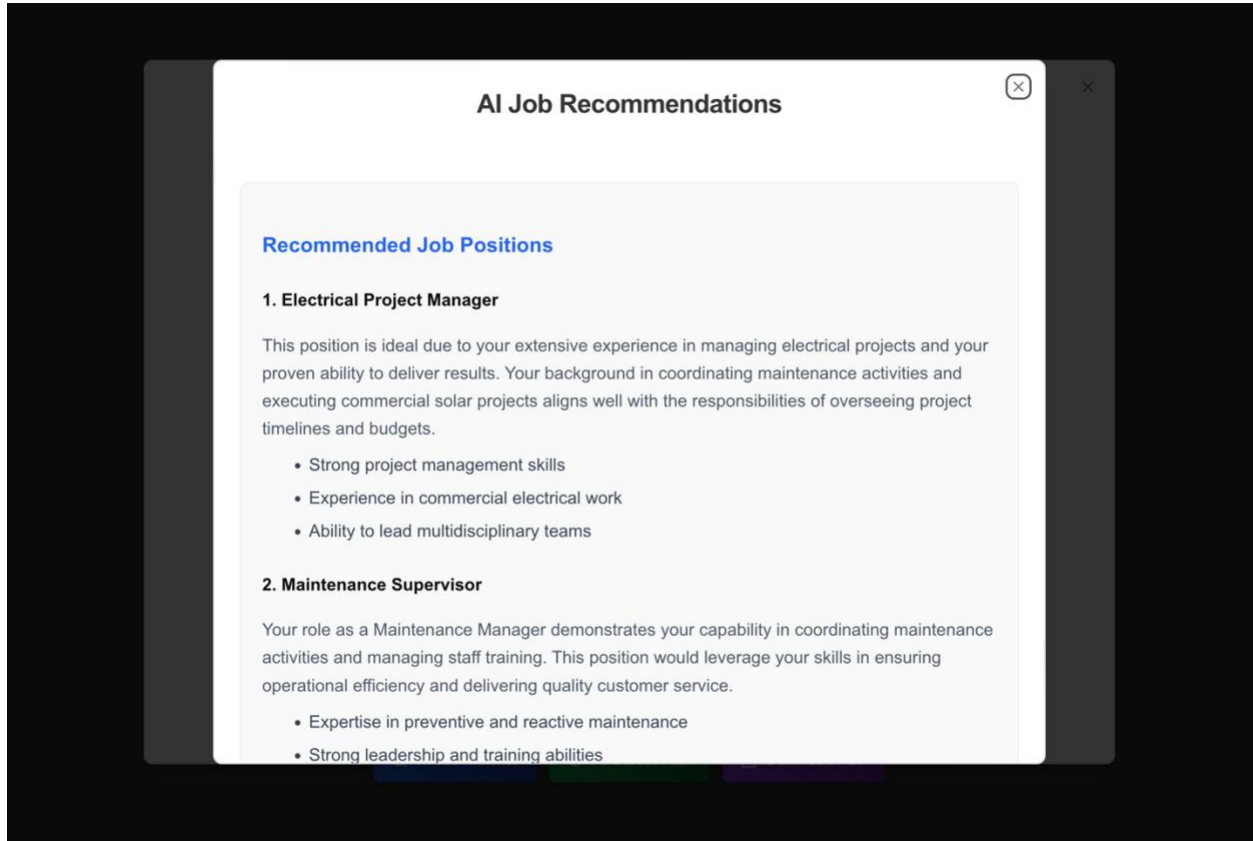 AI Job Recommendations
Recommended Job Positions
1. Electrical Project Manager
This position is ideal due to your extensive experience in managing electrical projects and your
proven ability to deliver results. Your background in coordinating maintenance activities and
executing commercial solar projects aligns well with the responsibilities of overseeing project
timelines and budgets.
• Strong project management skills
• Experience in commercial electrical work
• Ability to lead multidisciplinary teams
2. Maintenance Supervisor
Your role as a Maintenance Manager demonstrates your capability in coordinating maintenance
activities and managing staff training. This position would leverage your skills in ensuring
operational efficiency and delivering quality customer service.
• Expertise in preventive and reactive maintenance
• Strong leadership and training abilities